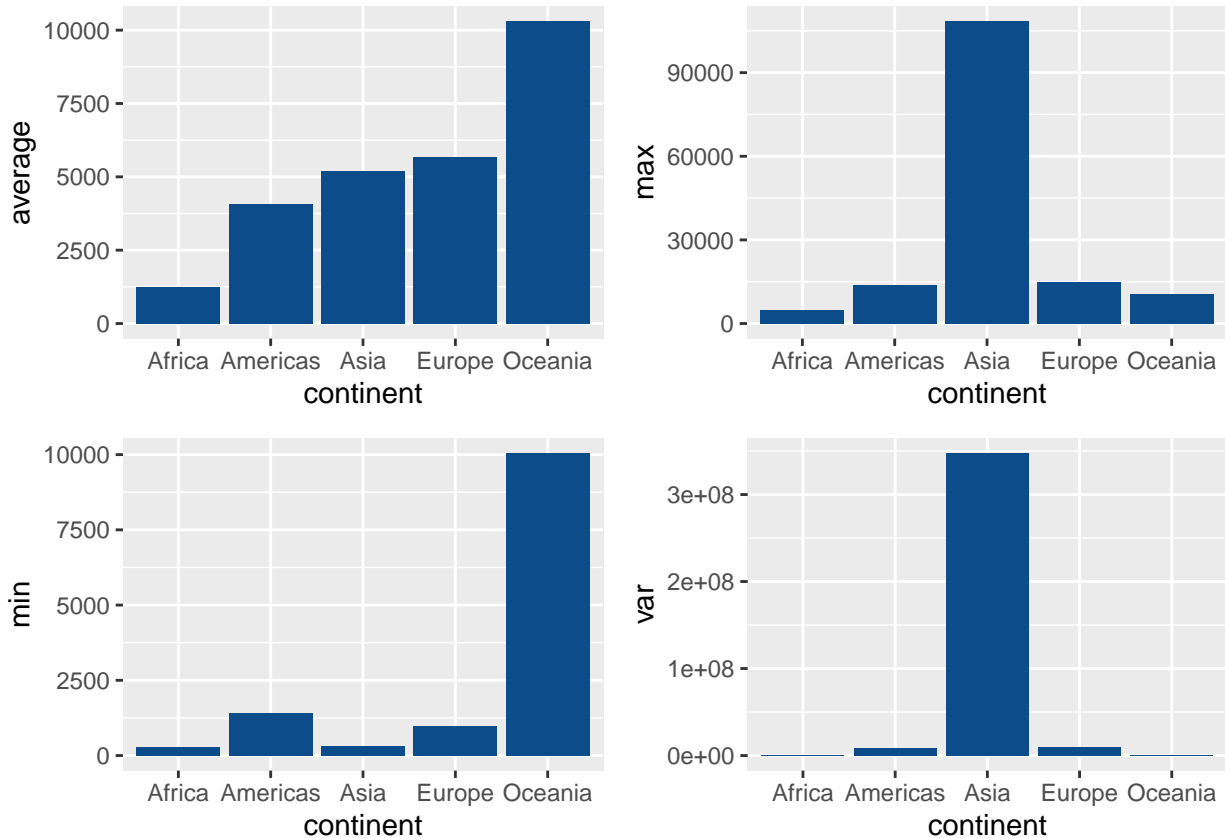 average
10000
7500
5000
2500
0
Africa Americas Asia Europe Oceania
continent
max
90000
60000
30000
0
Africa Americas Asia Europe Oceania
continent
min
10000
7500
5000
2500
0
Africa Americas Asia Europe Oceania
continent
var
3e+08
2e+08
1e+08
0e+00
Africa Americas Asia Europe Oceania
continent